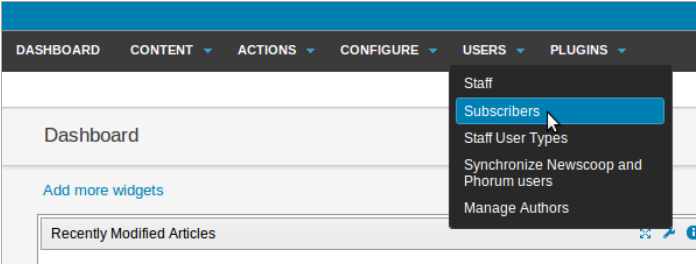 DASHBOARD CONTENT ACTIONS CONFIGURE USERS PLUGINS
Staff
Subscribers
Staff User Types
Synchronize Newscoop and
Phorum users
Manage Authors
Dashboard
Add more widgets
Recently Modified Articles